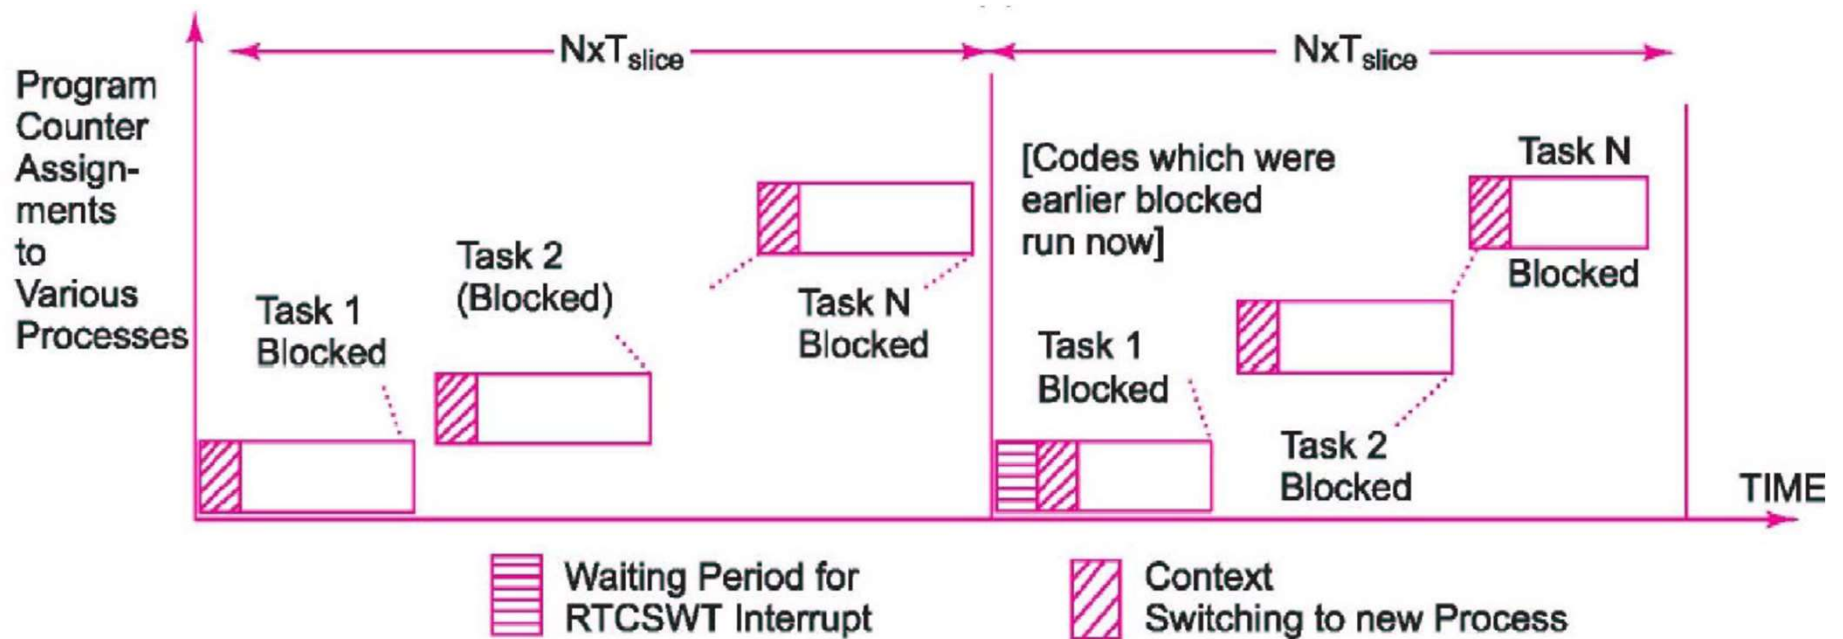 NxTslice
NxTslice
Program
Counter
Assign-
ments
to
Various
Processes
Task 1
Blocked
Task 2
(Blocked)
Task N
Blocked
[Codes which were
earlier blocked
run now]
Task 1
Blocked
Task 2
Blocked
Task N
Blocked
TIME
Waiting Period for
RTCSWT Interrupt
Context
Switching to new Process